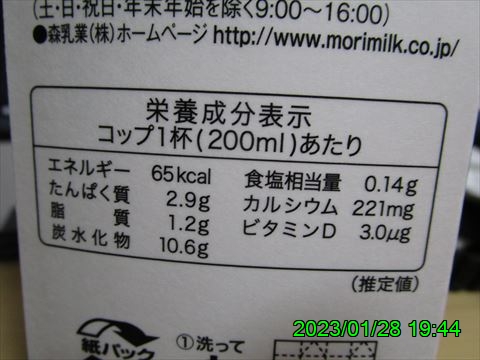 (土・日・祝日・年末年始を除く9:00～16:00)
●森乳業(株)ホームページ http://www.morimilk.co.jp/
栄養成分表示
コップ1杯(200ml)あたり
エネルギー 65kcal 食塩相当量 0.14g
たんぱく質 2.9g カルシウム 221mg
脂質 1.2g ビタミンD 3.0μg
炭水化物 10.6g
(推定値)
紙パック ①洗って
2023/01/28 19:44